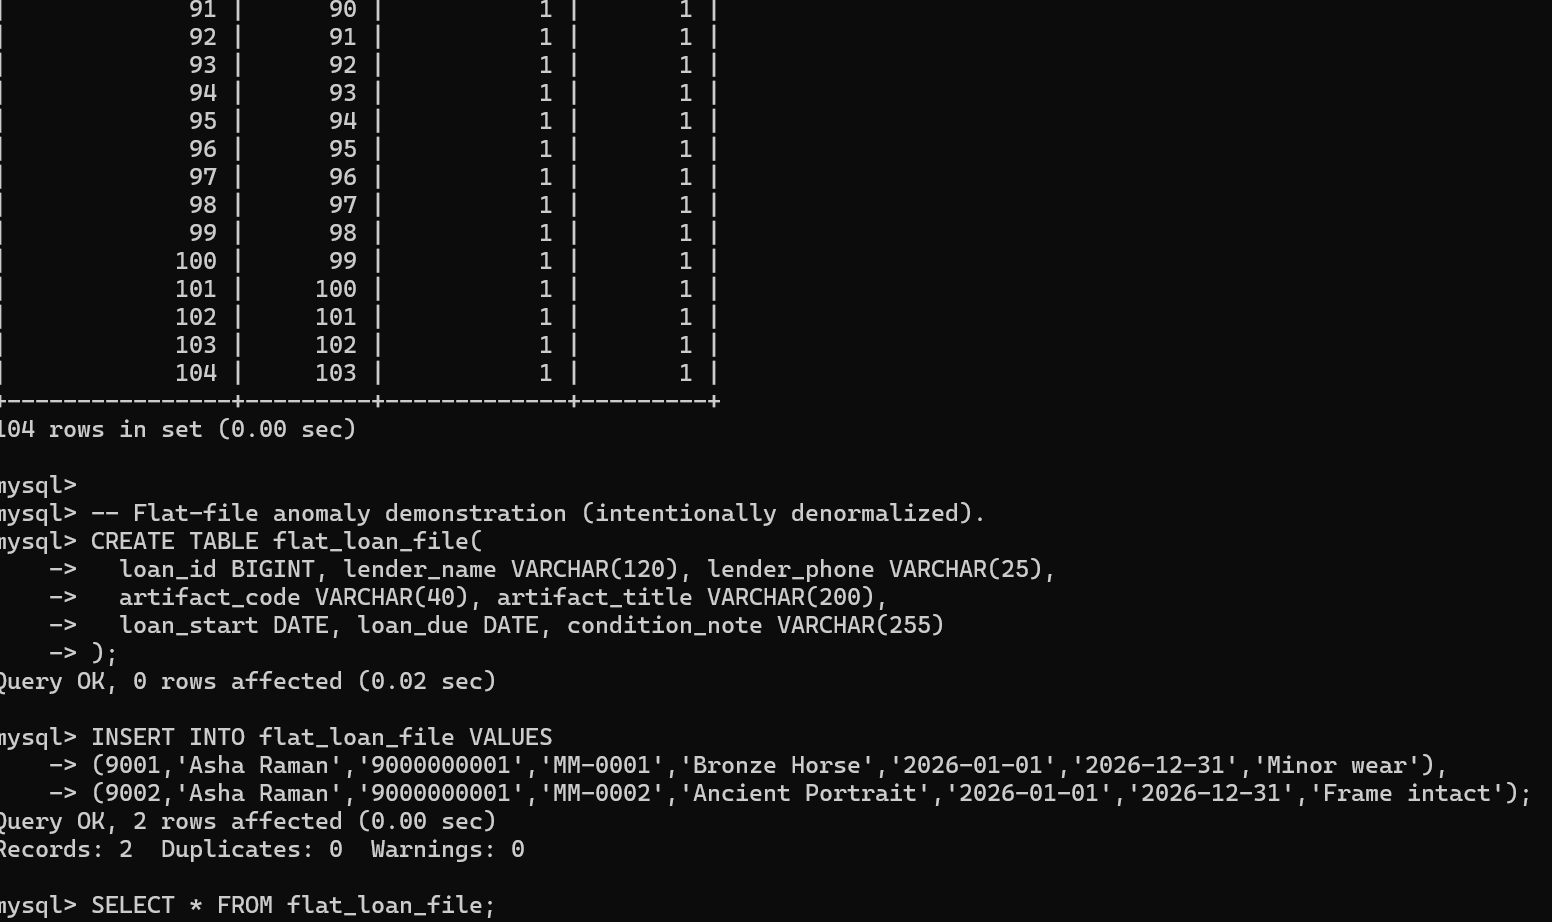 | 91 | 90 | 1 | 1 |
| 92 | 91 | 1 | 1 |
| 93 | 92 | 1 | 1 |
| 94 | 93 | 1 | 1 |
| 95 | 94 | 1 | 1 |
| 96 | 95 | 1 | 1 |
| 97 | 96 | 1 | 1 |
| 98 | 97 | 1 | 1 |
| 99 | 98 | 1 | 1 |
| 100 | 99 | 1 | 1 |
| 101 | 100 | 1 | 1 |
| 102 | 101 | 1 | 1 |
| 103 | 102 | 1 | 1 |
| 104 | 103 | 1 | 1 |
+----------------+---------+-------------+---------+
104 rows in set (0.00 sec)

mysql>
mysql> -- Flat-file anomaly demonstration (intentionally denormalized).
mysql> CREATE TABLE flat_loan_file(
    ->   loan_id BIGINT, lender_name VARCHAR(120), lender_phone VARCHAR(25),
    ->   artifact_code VARCHAR(40), artifact_title VARCHAR(200),
    ->   loan_start DATE, loan_due DATE, condition_note VARCHAR(255)
    -> );
Query OK, 0 rows affected (0.02 sec)

mysql> INSERT INTO flat_loan_file VALUES
    -> (9001,'Asha Raman','9000000001','MM-0001','Bronze Horse','2026-01-01','2026-12-31','Minor wear'),
    -> (9002,'Asha Raman','9000000001','MM-0002','Ancient Portrait','2026-01-01','2026-12-31','Frame intact');
Query OK, 2 rows affected (0.00 sec)
Records: 2  Duplicates: 0  Warnings: 0

mysql> SELECT * FROM flat_loan_file;